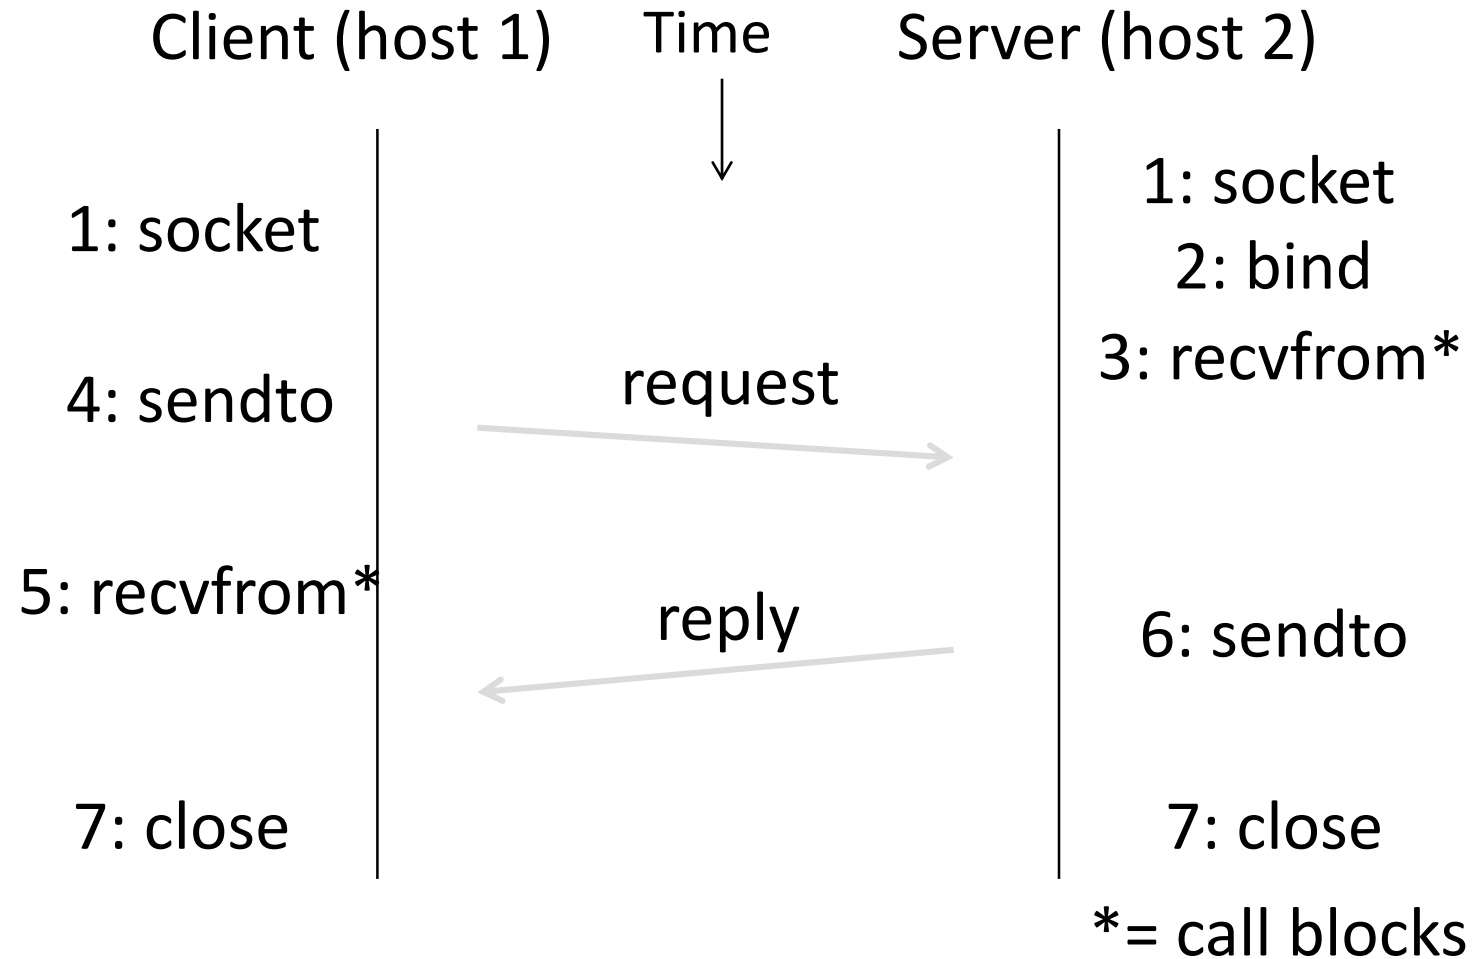 Client (host 1)
Time
Server (host 2)
1: socket
1: socket
2: bind
3: recvfrom*
4: sendto
request
5: recvfrom*
reply
6: sendto
7: close
7: close
*= call blocks